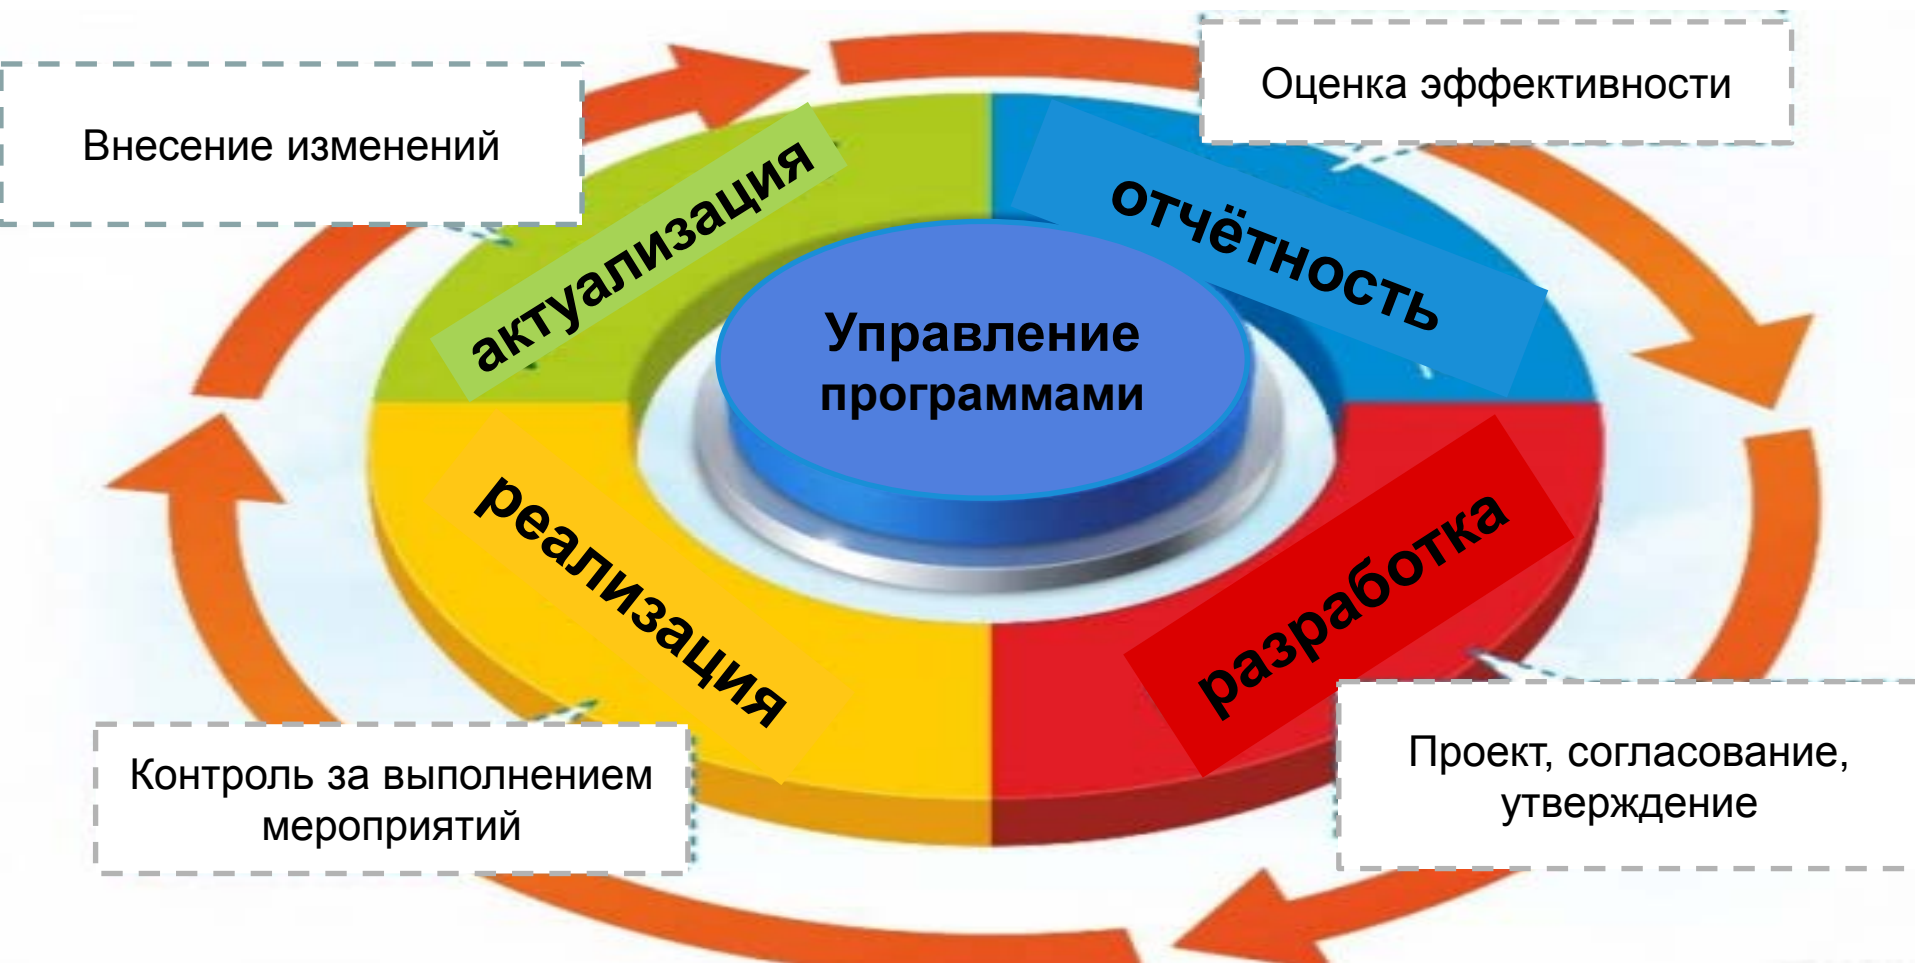 Оценка эффективности
Внесение изменений
актуализация
отчётность
Управление
программами
реализация
разработка
Проект, согласование,
утверждение
Контроль за выполнением
мероприятий